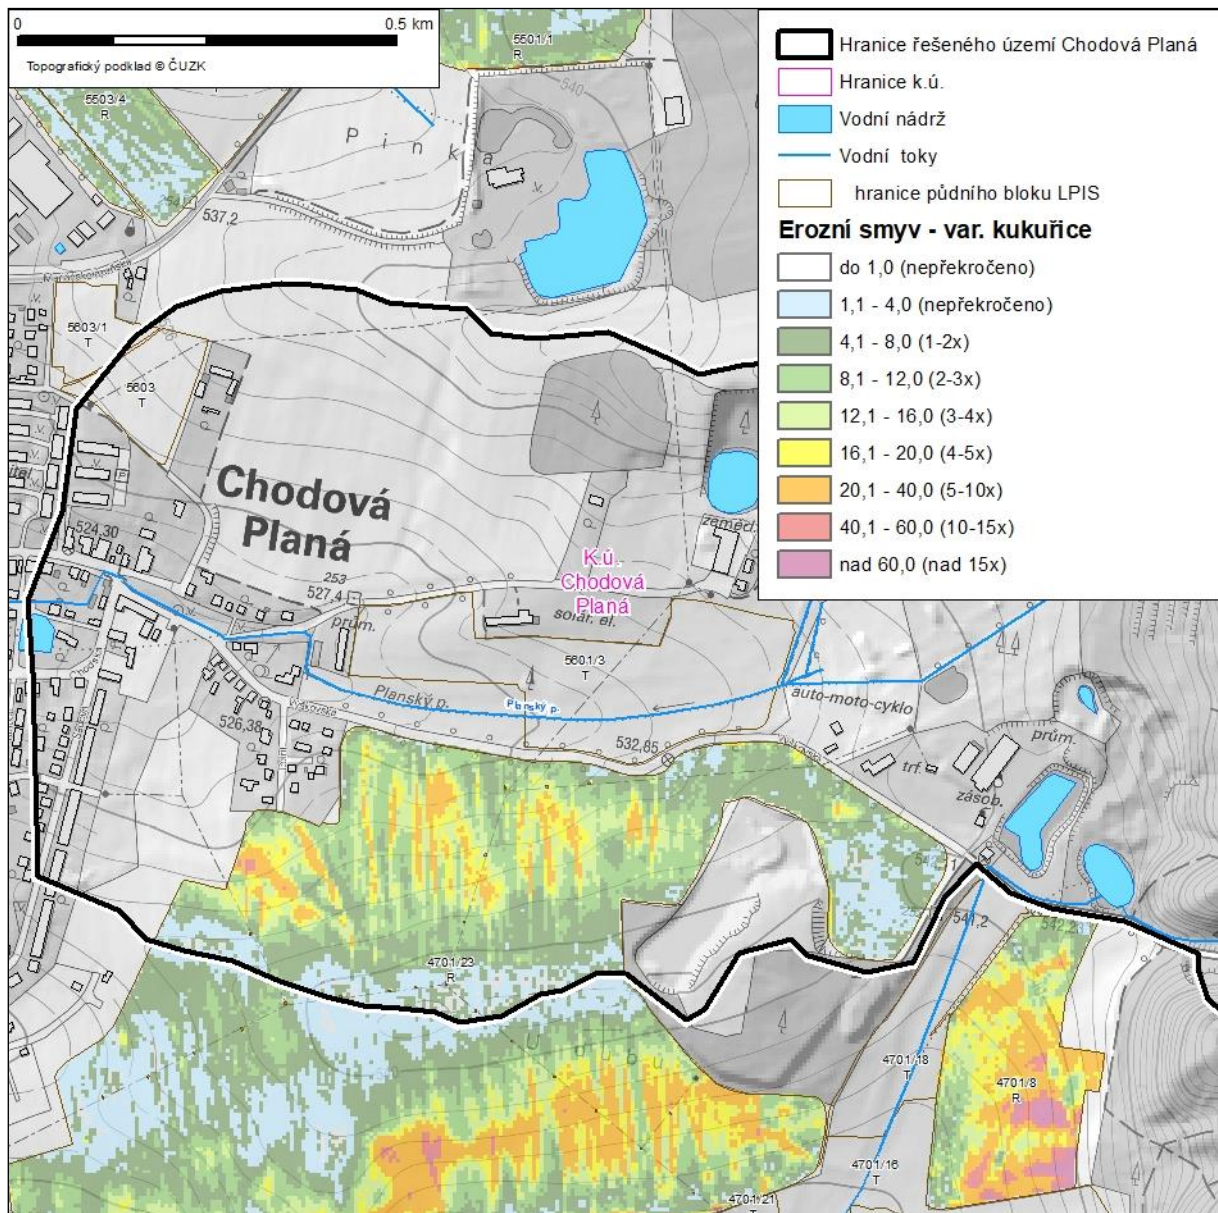 0 0.5 km
Topografický podklad © ČUZK
Hranice řešeného území Chodová Planá
Hranice k.ú.
Vodní nádrž
Vodní toky
hranice půdního bloku LPIS
Erozní smyv - var. kukuřice
do 1,0 (nepřekročeno)
1,1 - 4,0 (nepřekročeno)
4,1 - 8,0 (1-2x)
8,1 - 12,0 (2-3x)
12,1 - 16,0 (3-4x)
16,1 - 20,0 (4-5x)
20,1 - 40,0 (5-10x)
40,1 - 60,0 (10-15x)
nad 60,0 (nad 15x)
5501/1
R
5503/4
R
540
Pinka
v.
537,2
5603/1
T
5603
T
Chodová
Planá
524,30
253
527,4
K.ú.
Chodová
Planá
zeměd.
prům.
solár. el.
5601/3
T
Planský p.
Planský p.
auto-moto-cyklo
Výškovská
526,38
532,85
trf.
prům.
zásob.
541,2
542,23
4701/23
R
U dubu
4701/18
T
4701/8
R
4701/16
T
4701/21
T